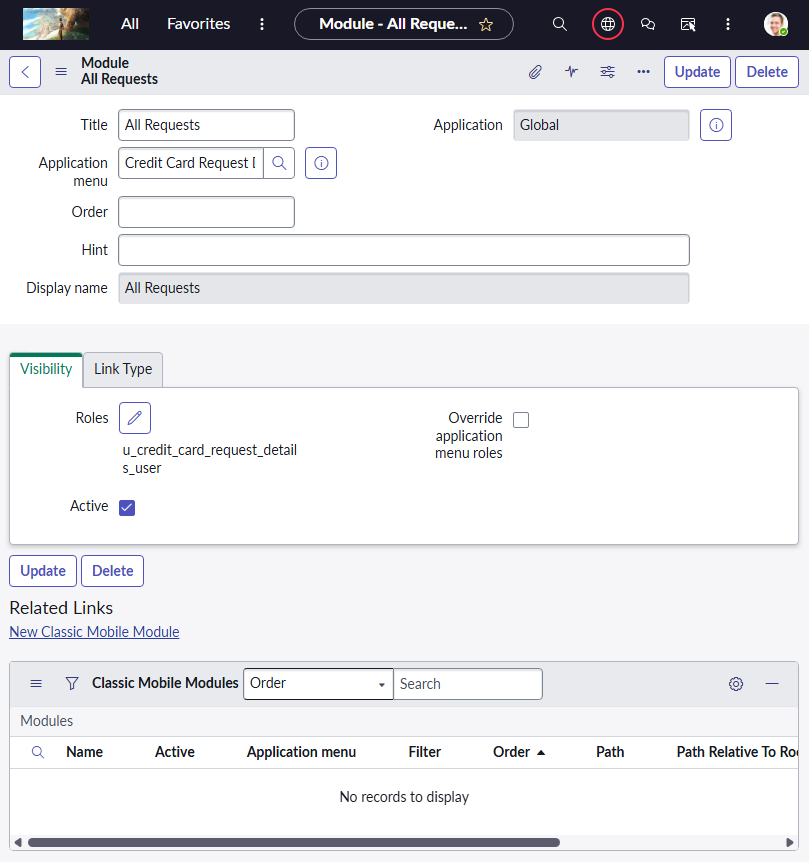 All
Favorites
Module - All Reque...
Module
All Requests
Update
Delete
Title
All Requests
Application
Global
Application
menu
Credit Card Request
Order
Hint
Display name
All Requests
Visibility
Link Type
Roles
u_credit_card_request_detail
s_user
Override
application
menu roles
Active
Update
Delete
Related Links
New Classic Mobile Module
Classic Mobile Modules
Order
Search
Modules
Name
Active
Application menu
Filter
Order
Path
Path Relative To
No records to display